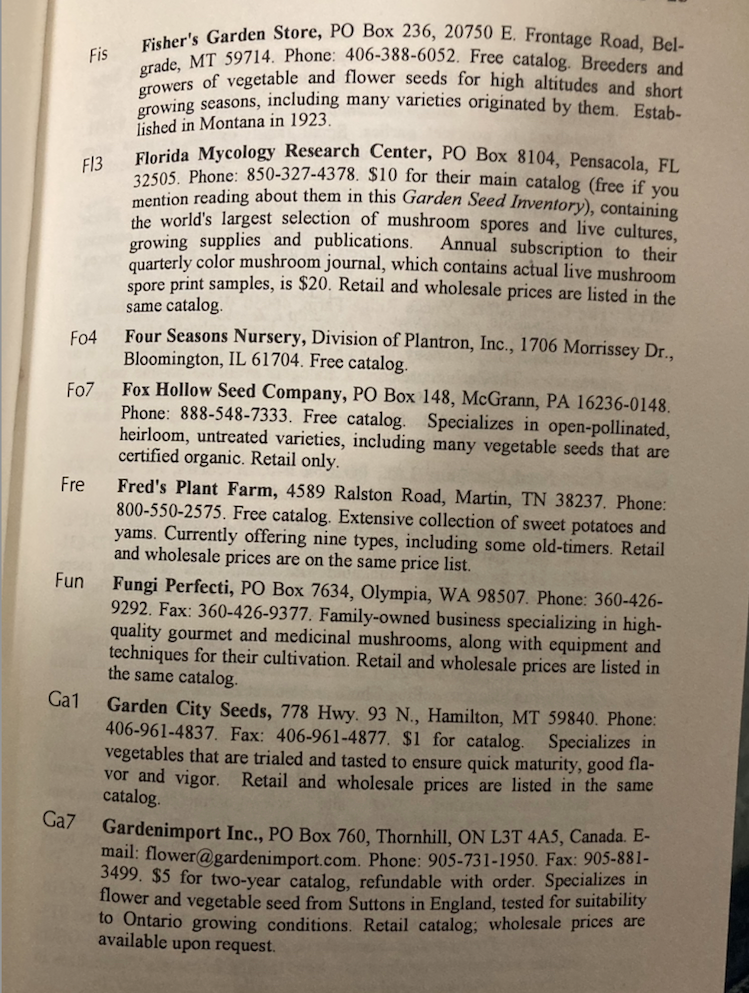 Fis Fisher's Garden Store, PO Box 236, 20750 E. Frontage Road, Bel-
grade, MT 59714. Phone: 406-388-6052. Free catalog. Breeders and
growers of vegetable and flower seeds for high altitudes and short
growing seasons, including many varieties originated by them. Estab-
lished in Montana in 1923.
Fl3 Florida Mycology Research Center, PO Box 8104, Pensacola, FL
32505. Phone: 850-327-4378. $10 for their main catalog (free if you
mention reading about them in this Garden Seed Inventory), containing
the world's largest selection of mushroom spores and live cultures,
growing supplies and publications. Annual subscription to their
quarterly color mushroom journal, which contains actual live mushroom
spore print samples, is $20. Retail and wholesale prices are listed in the
same catalog.
Fo4 Four Seasons Nursery, Division of Plantron, Inc., 1706 Morrissey Dr.,
Bloomington, IL 61704. Free catalog.
Fo7 Fox Hollow Seed Company, PO Box 148, McGrann, PA 16236-0148.
Phone: 888-548-7333. Free catalog. Specializes in open-pollinated,
heirloom, untreated varieties, including many vegetable seeds that are
certified organic. Retail only.
Fre Fred's Plant Farm, 4589 Ralston Road, Martin, TN 38237. Phone:
800-550-2575. Free catalog. Extensive collection of sweet potatoes and
yams. Currently offering nine types, including some old-timers. Retail
and wholesale prices are on the same price list.
Fun Fungi Perfecti, PO Box 7634, Olympia, WA 98507. Phone: 360-426-
9292. Fax: 360-426-9377. Family-owned business specializing in high-
quality gourmet and medicinal mushrooms, along with equipment and
techniques for their cultivation. Retail and wholesale prices are listed in
the same catalog.
Ga1 Garden City Seeds, 778 Hwy. 93 N., Hamilton, MT 59840. Phone:
406-961-4837. Fax: 406-961-4877. $1 for catalog. Specializes in
vegetables that are trialed and tasted to ensure quick maturity, good fla-
vor and vigor. Retail and wholesale prices are listed in the same
catalog.
Ga7 Gardenimport Inc., PO Box 760, Thornhill, ON L3T 4A5, Canada. E-
mail: flower@gardenimport.com. Phone: 905-731-1950. Fax: 905-881-
3499. $5 for two-year catalog, refundable with order. Specializes in
flower and vegetable seed from Suttons in England, tested for suitability
to Ontario growing conditions. Retail catalog; wholesale prices are
available upon request.